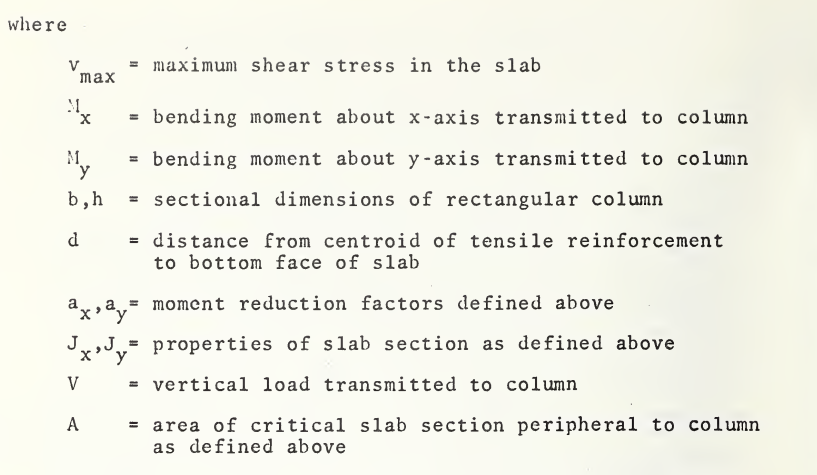 where
v_max = maximum shear stress in the slab
M_x = bending moment about x-axis transmitted to column
M_y = bending moment about y-axis transmitted to column
b,h = sectional dimensions of rectangular column
d = distance from centroid of tensile reinforcement
to bottom face of slab
a_x,a_y= moment reduction factors defined above
J_x,J_y= properties of slab section as defined above
V = vertical load transmitted to column
A = area of critical slab section peripheral to column
as defined above